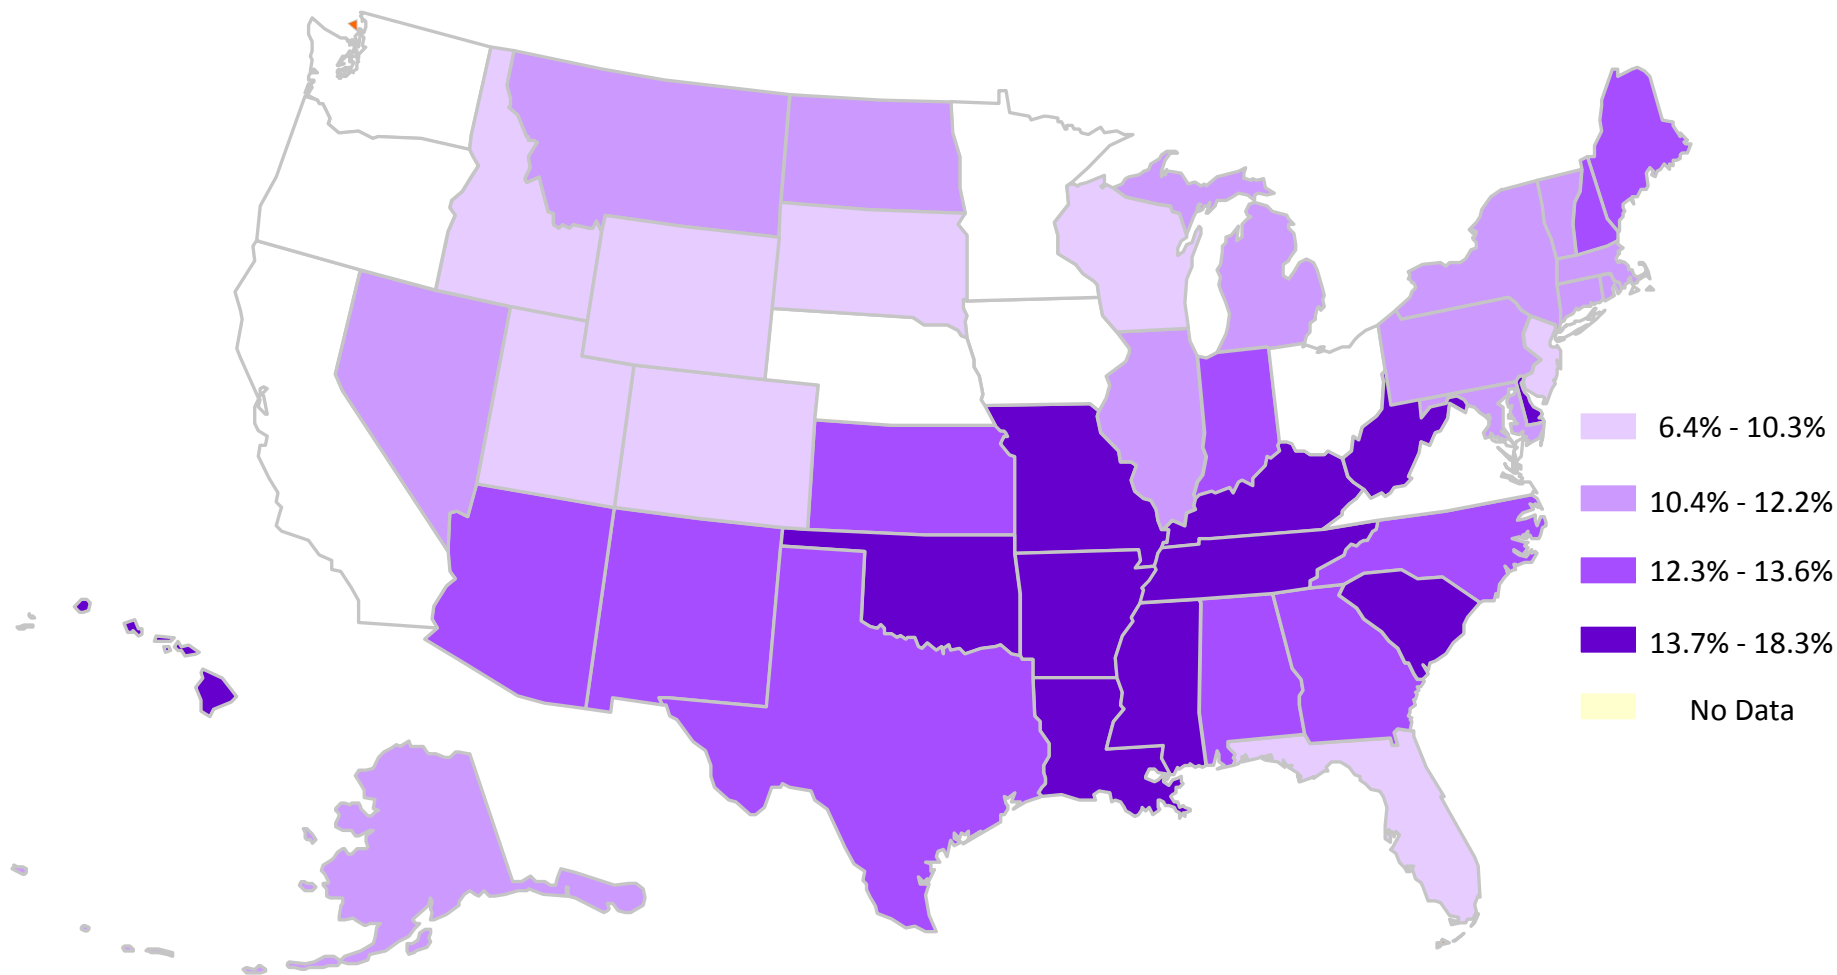 6.4% - 10.3%
10.4% - 12.2%
12.3% - 13.6%
13.7% - 18.3%
No Data